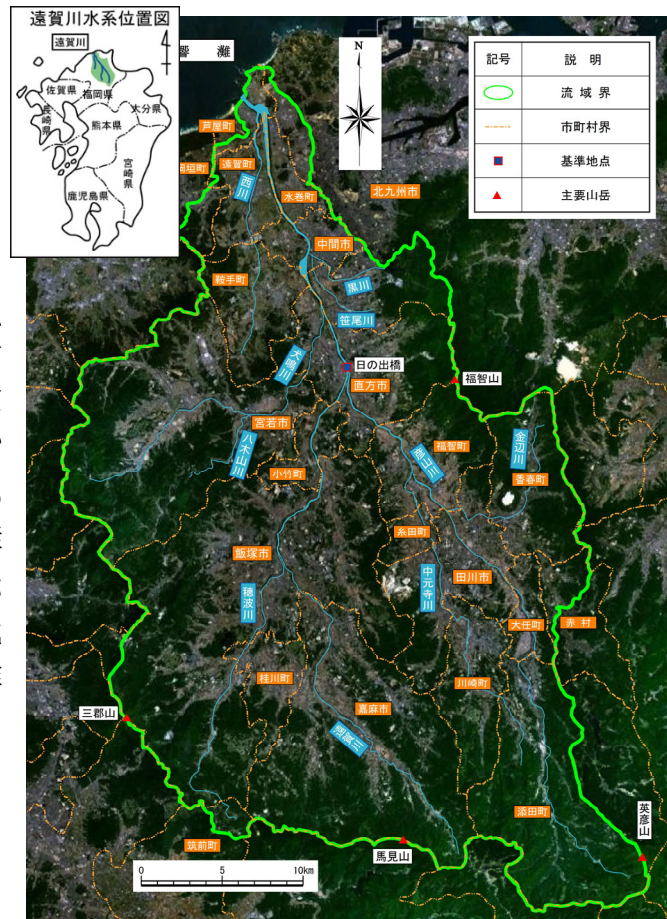 遠賀川水系位置図
遠賀川
佐賀県
福岡県
大分県
長崎県
熊本県
宮崎県
鹿児島県
響 灘
N
記号 説 明
流 域 界
市町村界
基準地点
主要山岳
芦屋町
遠賀町
西川
水巻町
北九州市
中間市
鞍手町
黒川
笹尾川
日の出橋
犬鳴川
直方市
福智山
宮若市
八木山川
小竹町
福智町
彦山川
金辺川
香春町
糸田町
飯塚市
田川市
中元寺川
穂波川
大任町
赤 村
桂川町
川崎町
嘉麻市
三郡山
遠賀川
添田町
英彦山
筑前町
馬見山
0 5 10km